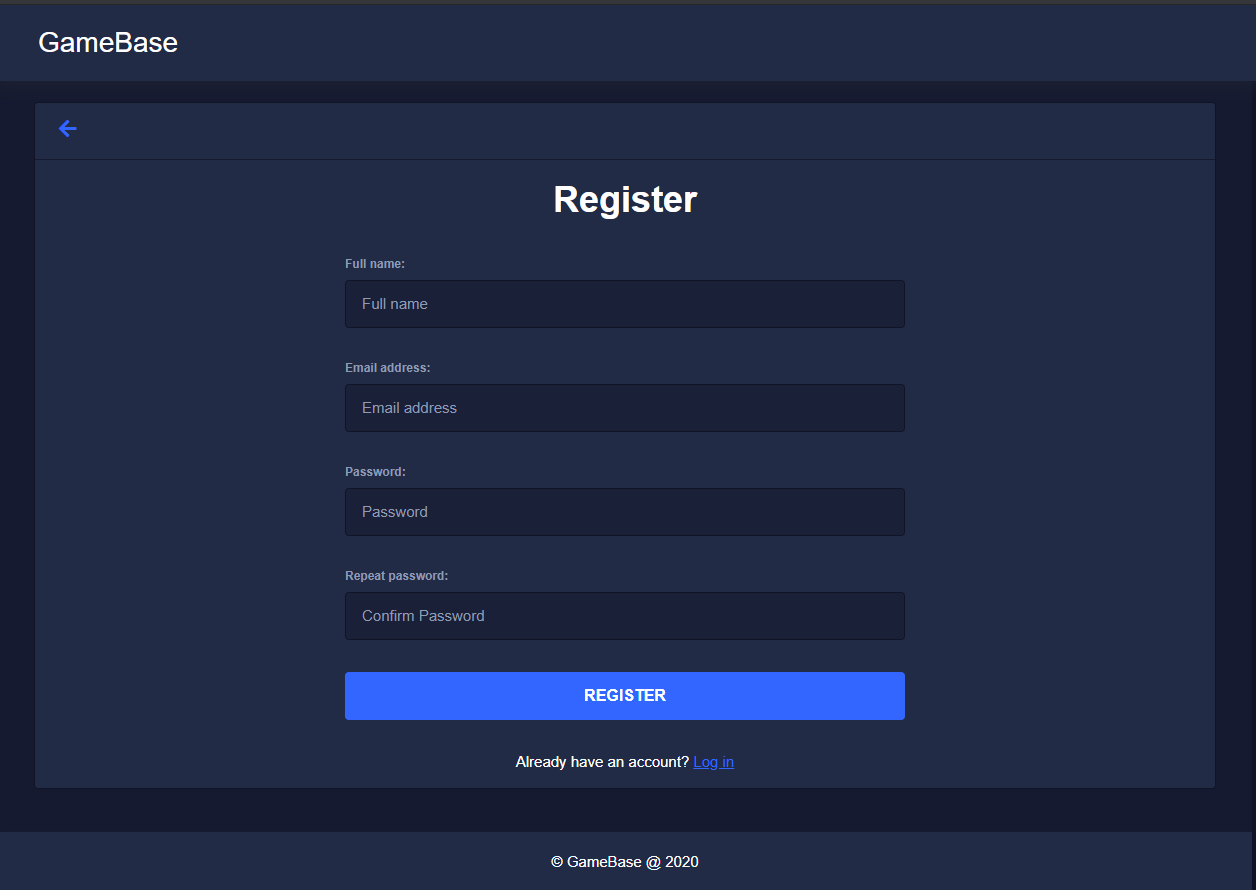 GameBase
Register
Full name:
Full name
Email address:
Email address
Password:
Password
Repeat password:
Confirm Password
REGISTER
Already have an account? Log in
© GameBase @ 2020